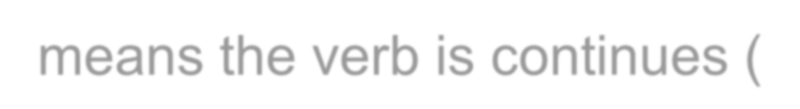 means the verb is continues (